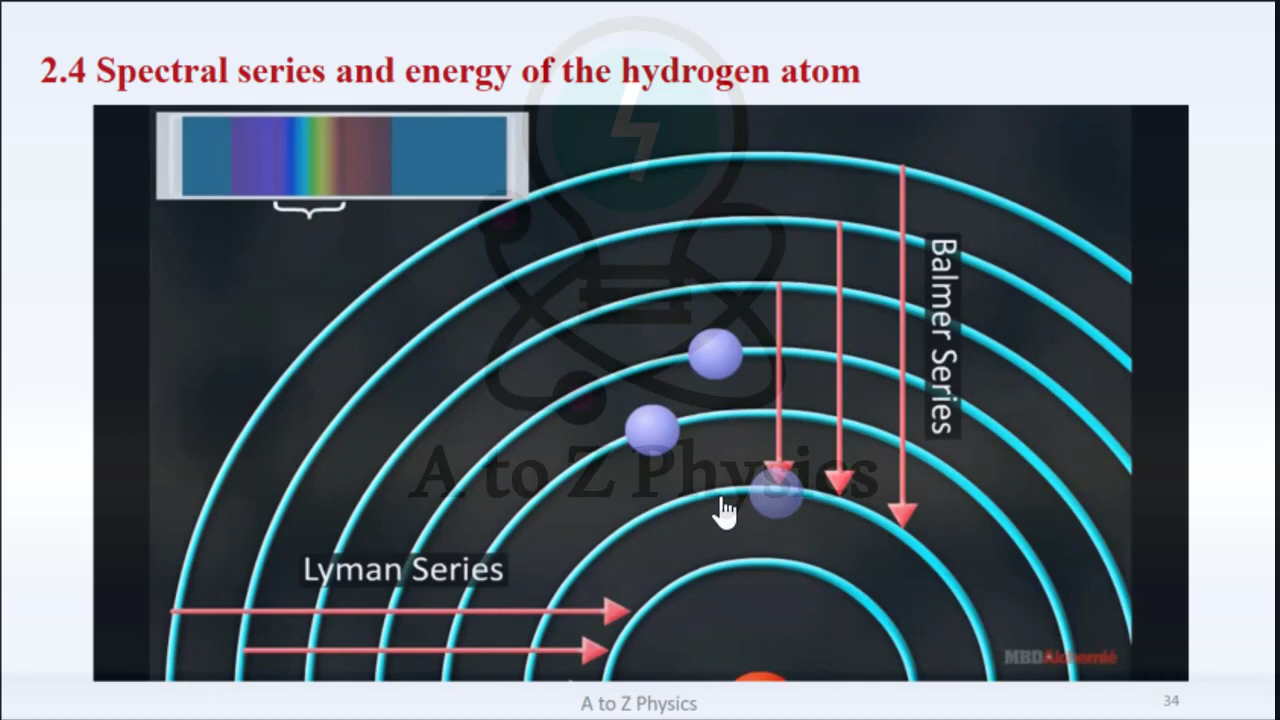 2.4 Spectral series and energy of the hydrogen atom
Balmer Series
A to Z Physics
Lyman Series
MBDAlchemié
A to Z Physics
34